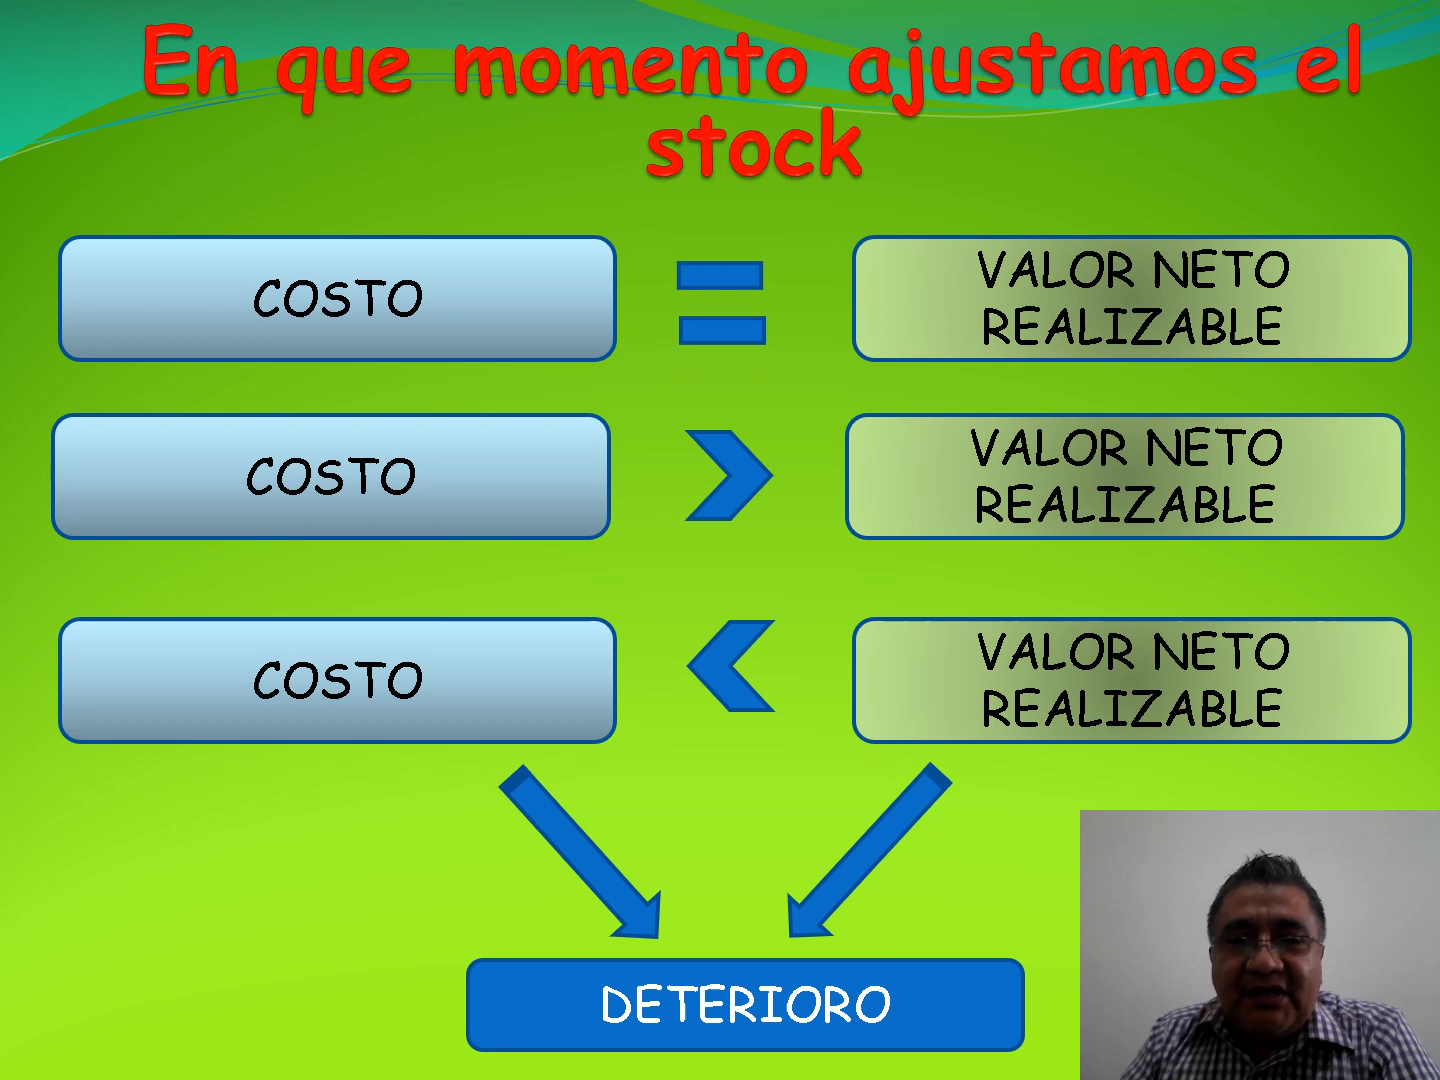 En que momento ajustamos el
stock
COSTO
VALOR NETO
REALIZABLE
COSTO
VALOR NETO
REALIZABLE
COSTO
VALOR NETO
REALIZABLE
DETERIORO